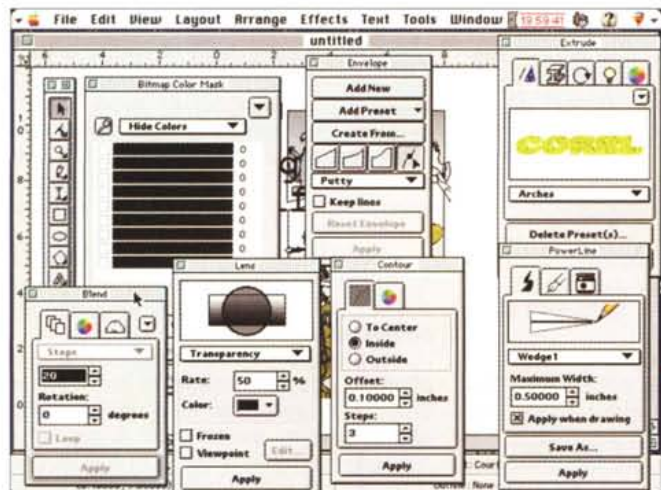 File Edit View Layout Arrange Effects Text Tools Window 19:59:41
untitled
Bitmap Color Mask
Hide Colors
0
0
0
0
0
0
0
0
Envelope
Add New
Add Preset
Create From...
Putty
Keep lines
Reset Envelope
Apply
Extrude
COREL
Arches
Delete Preset(s)...
Blend
Steps
20
Rotation:
0 degrees
Loop
Apply
Lens
Transparency
Rate: 50 %
Color:
Frozen
Viewpoint Edit...
Apply
Contour
To Center
Inside
Outside
Offset:
0.10000 inches
Steps:
3
Apply
PowerLine
Wedge1
Maximum Width:
0.50000 inches
Apply when drawing
Save As...
Apply